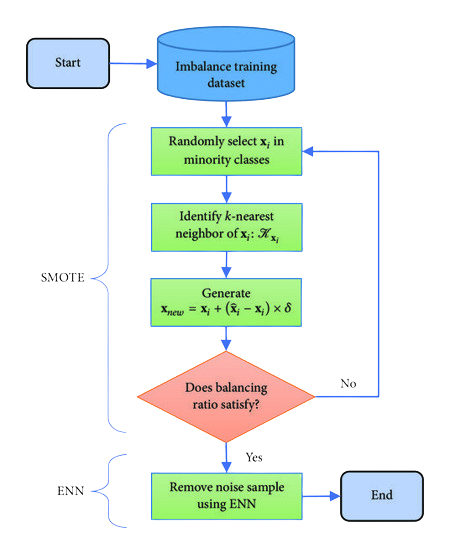 Start
Imbalance training
dataset
Randomly select xᵢ in
minority classes
Identify k-nearest
neighbor of xᵢ: 𝒦ₓᵢ
SMOTE
Generate
xₙₑw = xᵢ + (x̂ᵢ − xᵢ) × δ
Does balancing
ratio satisfy?
No
Yes
ENN
Remove noise sample
using ENN
End